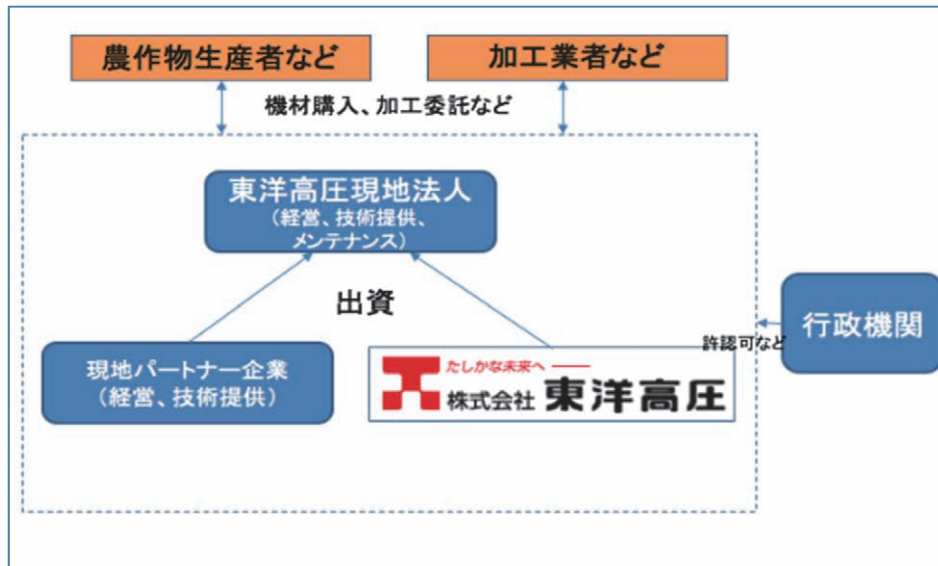 農作物生産者など
加工業者など
機材購入、加工委託など
東洋高圧現地法人
(経営、技術提供、
メンテナンス)
出資
行政機関
許認可など
現地パートナー企業
(経営、技術提供)
たしかな未来へ
株式会社 東洋高圧